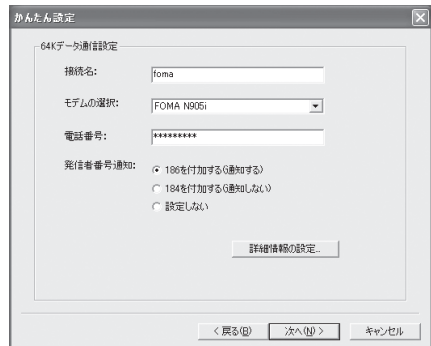 かんたん設定
64Kデータ通信設定
接続名: foma
モデムの選択: FOMA N905i
電話番号: *********
発信者番号通知: 186を付加する(通知する)
184を付加する(通知しない)
設定しない
詳細情報の設定...
< 戻る(B) 次へ(N) > キャンセル